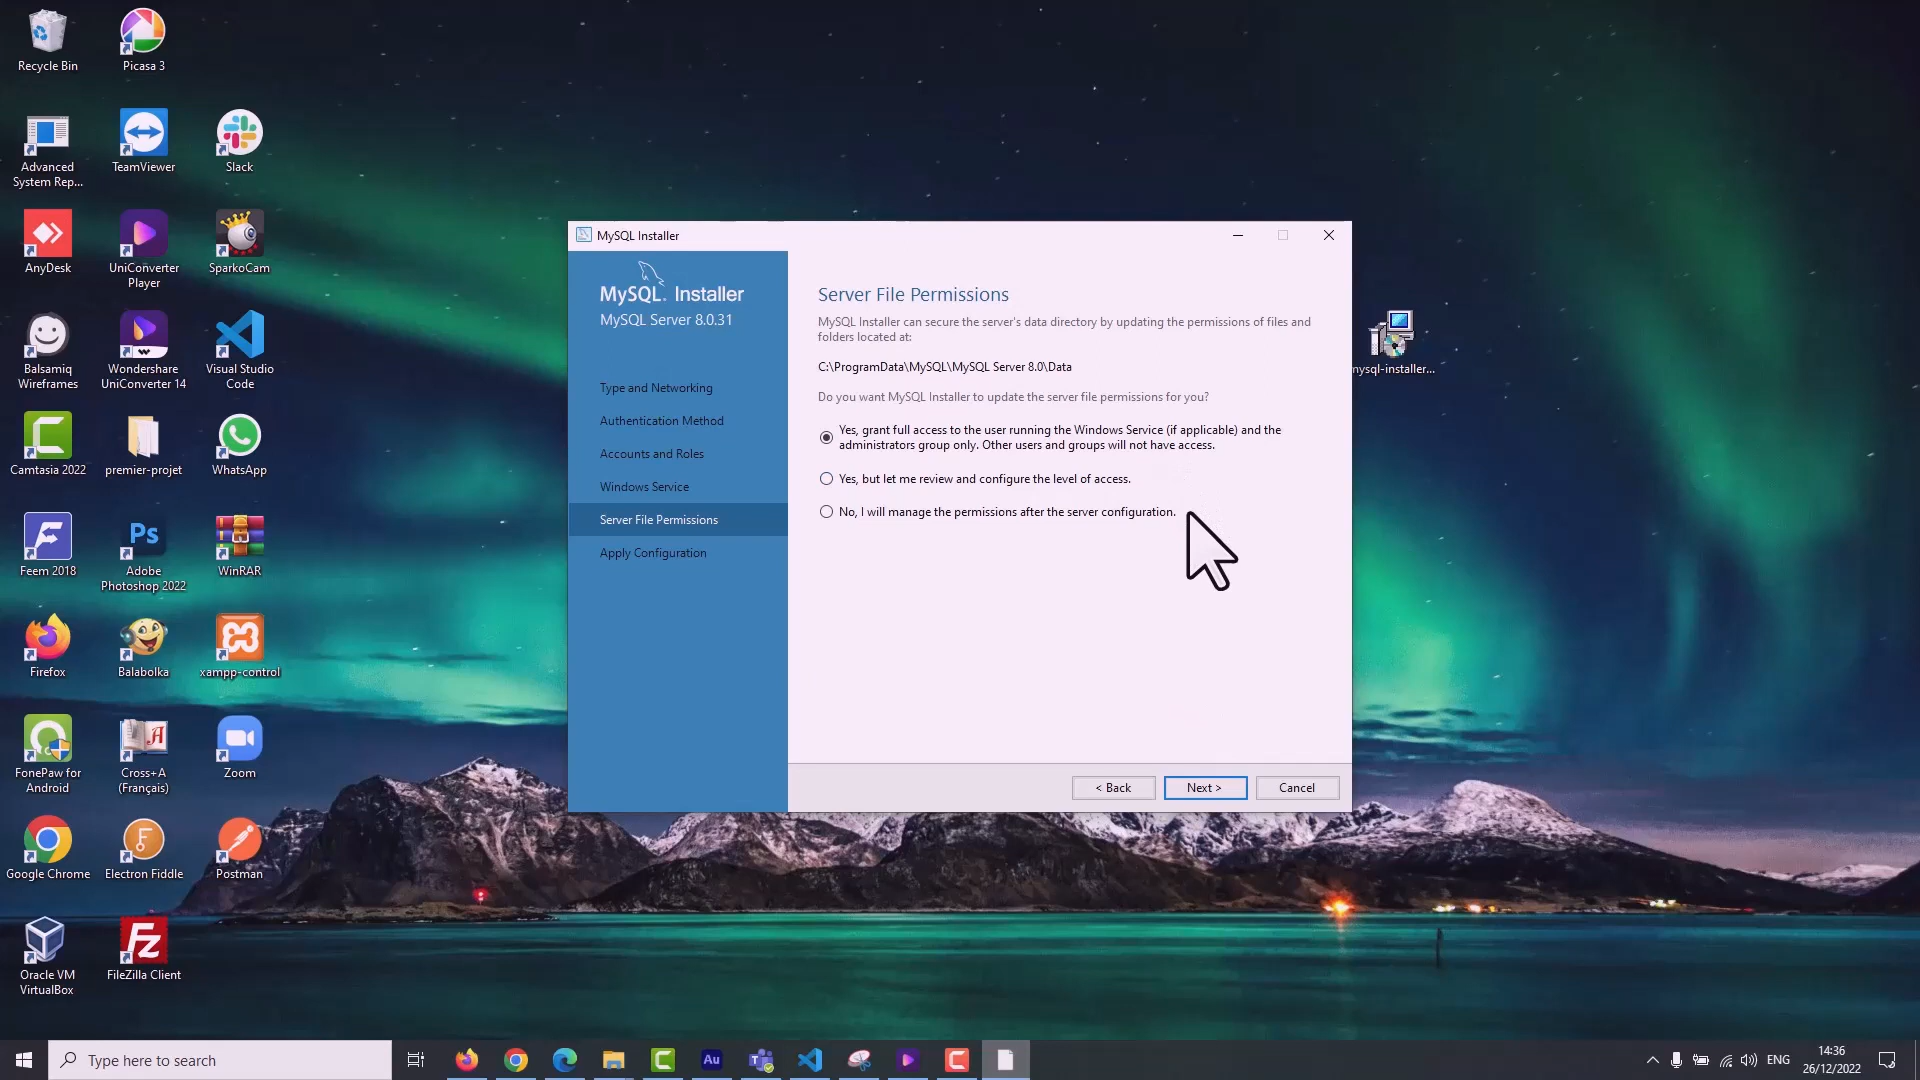 Recycle Bin
Picasa 3
Advanced
System Rep...
TeamViewer
Slack
AnyDesk
UniConverter
Player
SparkoCam
Balsamiq
Wireframes
Wondershare
UniConverter 14
Visual Studio
Code
Camtasia 2022
premier-projet
WhatsApp
Feem 2018
Ps
Adobe
Photoshop 2022
WinRAR
Firefox
Balabolka
xampp-control
FonePaw for
Android
Cross+A
(Français)
Zoom
Google Chrome
Electron Fiddle
Postman
Oracle VM
VirtualBox
Fz
FileZilla Client
mysql-installer...
MySQL Installer
MySQL Installer
MySQL Server 8.0.31
Type and Networking
Authentication Method
Accounts and Roles
Windows Service
Server File Permissions
Apply Configuration
Server File Permissions
MySQL Installer can secure the server's data directory by updating the permissions of files and
folders located at:
C:\ProgramData\MySQL\MySQL Server 8.0\Data
Do you want MySQL Installer to update the server file permissions for you?
Yes, grant full access to the user running the Windows Service (if applicable) and the
administrators group only. Other users and groups will not have access.
Yes, but let me review and configure the level of access.
No, I will manage the permissions after the server configuration.
< Back
Next >
Cancel
Type here to search
Au
ENG
14:36
26/12/2022